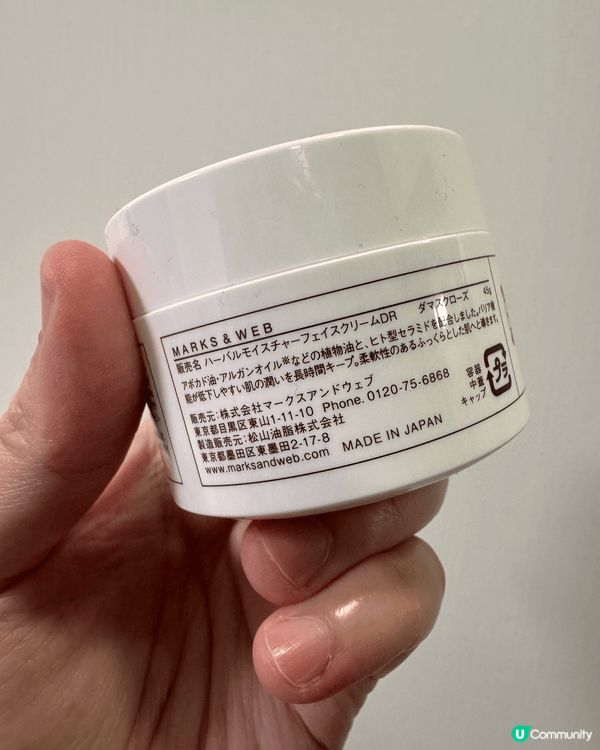 MARKS & WEB
販売名 ハーバルモイスチャーフェイスクリームDR ダマスクローズ 45g
アボカド油・アルガンオイル※などの植物油と、ヒト型セラミドを配合しました。バリア機
能が低下しやすい肌の潤いを長時間キープ。柔軟性のあるふっくらとした肌へと導きます。
販売元:株式会社マークスアンドウェブ
東京都目黒区東山1-11-10 Phone. 0120-75-6868
製造販売元:松山油脂株式会社
東京都墨田区東墨田2-17-8
www.marksandweb.com MADE IN JAPAN
プラ
容器
中蓋
キャップ
U Community